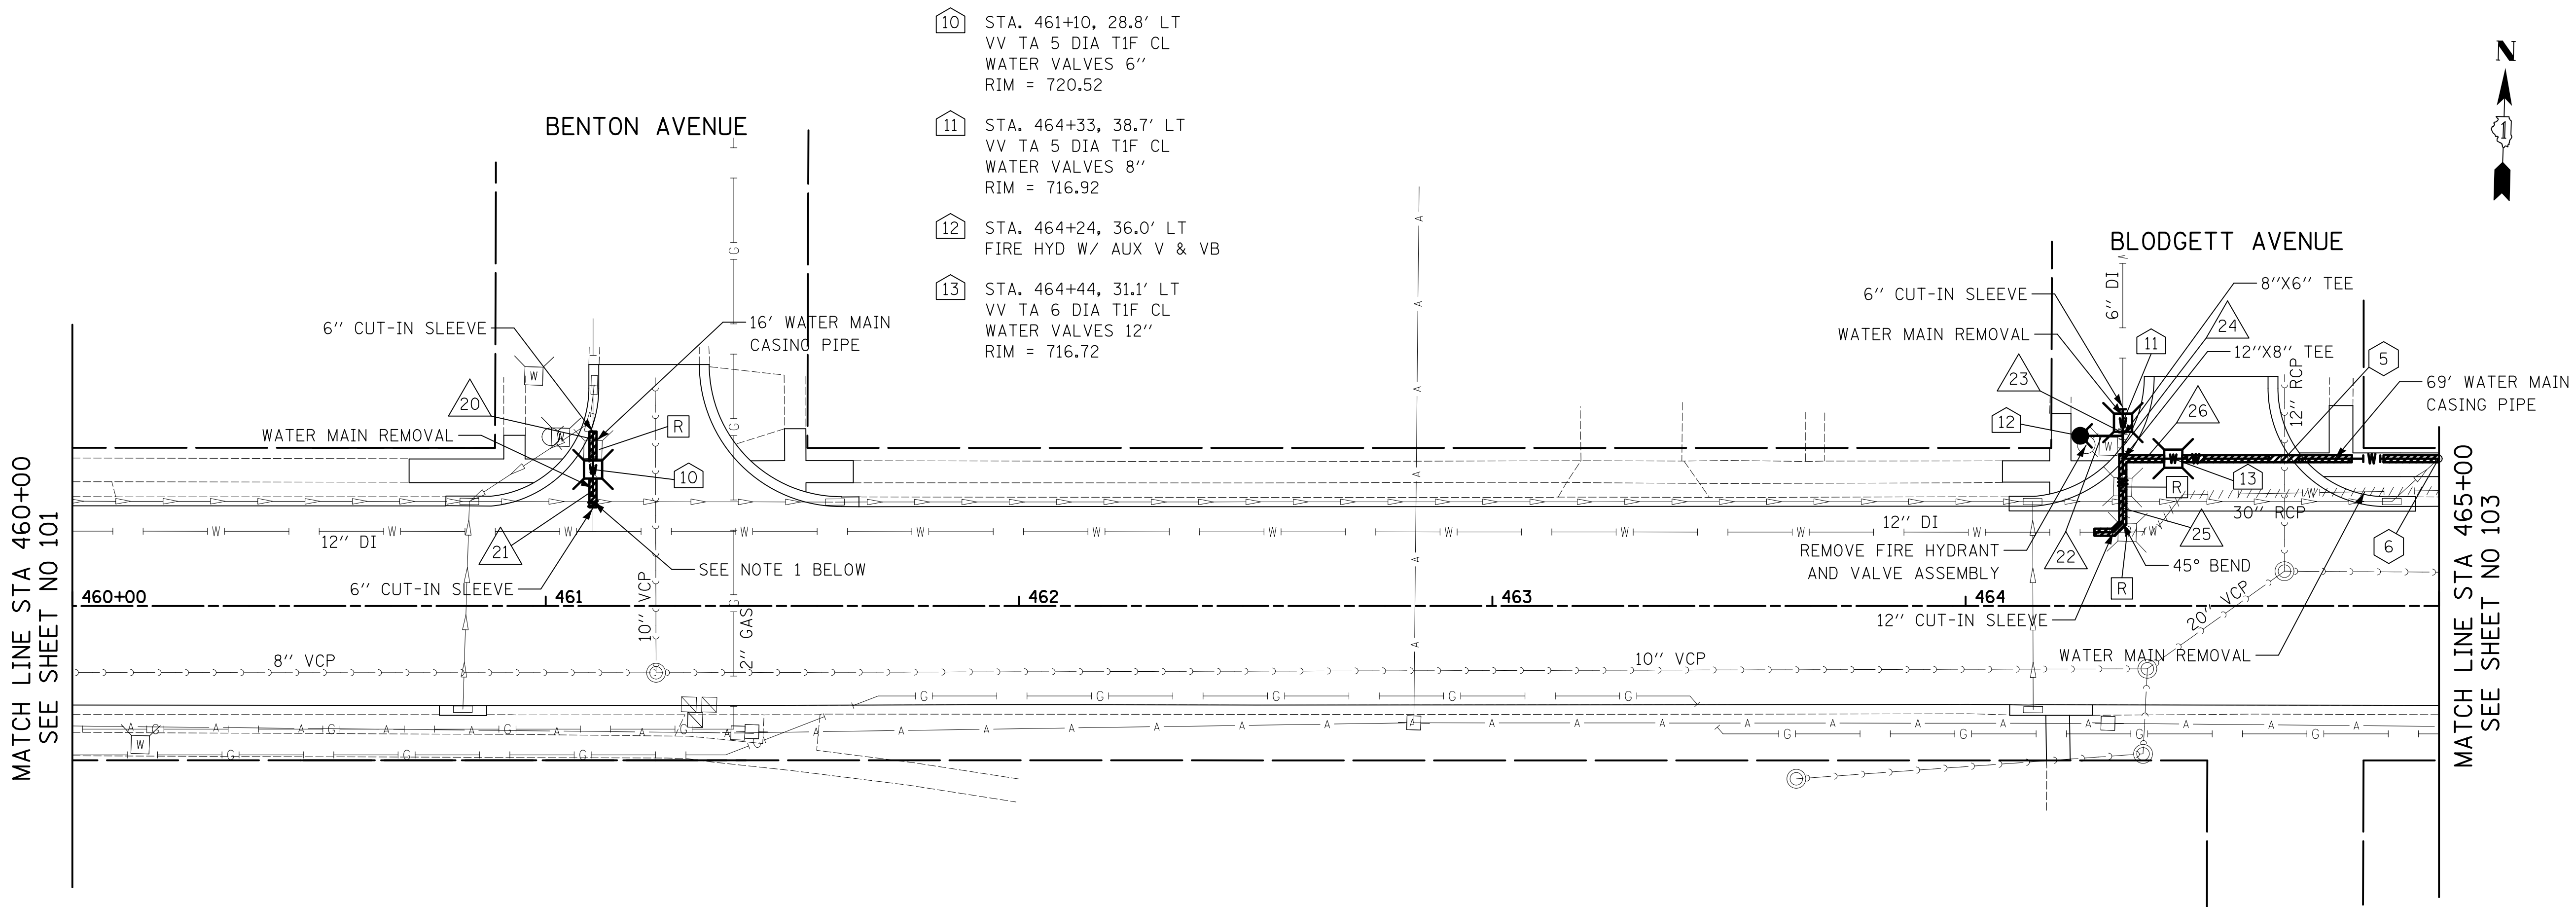 10 STA. 461+10, 28.8' LT
VV TA 5 DIA T1F CL
WATER VALVES 6''
RIM = 720.52
11 STA. 464+33, 38.7' LT
VV TA 5 DIA T1F CL
WATER VALVES 8''
RIM = 716.92
12 STA. 464+24, 36.0' LT
FIRE HYD W/ AUX V & VB
13 STA. 464+44, 31.1' LT
VV TA 6 DIA T1F CL
WATER VALVES 12''
RIM = 716.72
N
1
BENTON AVENUE
BLODGETT AVENUE
6'' CUT-IN SLEEVE
16' WATER MAIN
CASING PIPE
20
WATER MAIN REMOVAL
R
10
21
6'' CUT-IN SLEEVE
SEE NOTE 1 BELOW
12'' DI
10'' VCP
2'' GAS
8'' VCP
10'' VCP
MATCH LINE STA 460+00
SEE SHEET NO 101
460+00
461
462
463
464
6'' CUT-IN SLEEVE
WATER MAIN REMOVAL
6'' DI
8''X6'' TEE
24
11
12''X8'' TEE
5
23
12
26
12'' RCP
69' WATER MAIN
CASING PIPE
13
R
30'' RCP
12'' DI
REMOVE FIRE HYDRANT
AND VALVE ASSEMBLY
22
25
6
45° BEND
R
12'' CUT-IN SLEEVE
20'' VCP
WATER MAIN REMOVAL
MATCH LINE STA 465+00
SEE SHEET NO 103
W
W
W
W
W
W
W
W
W
W
W
G
G
G
G
G
G
G
A
A
A
A
A
A
A
A